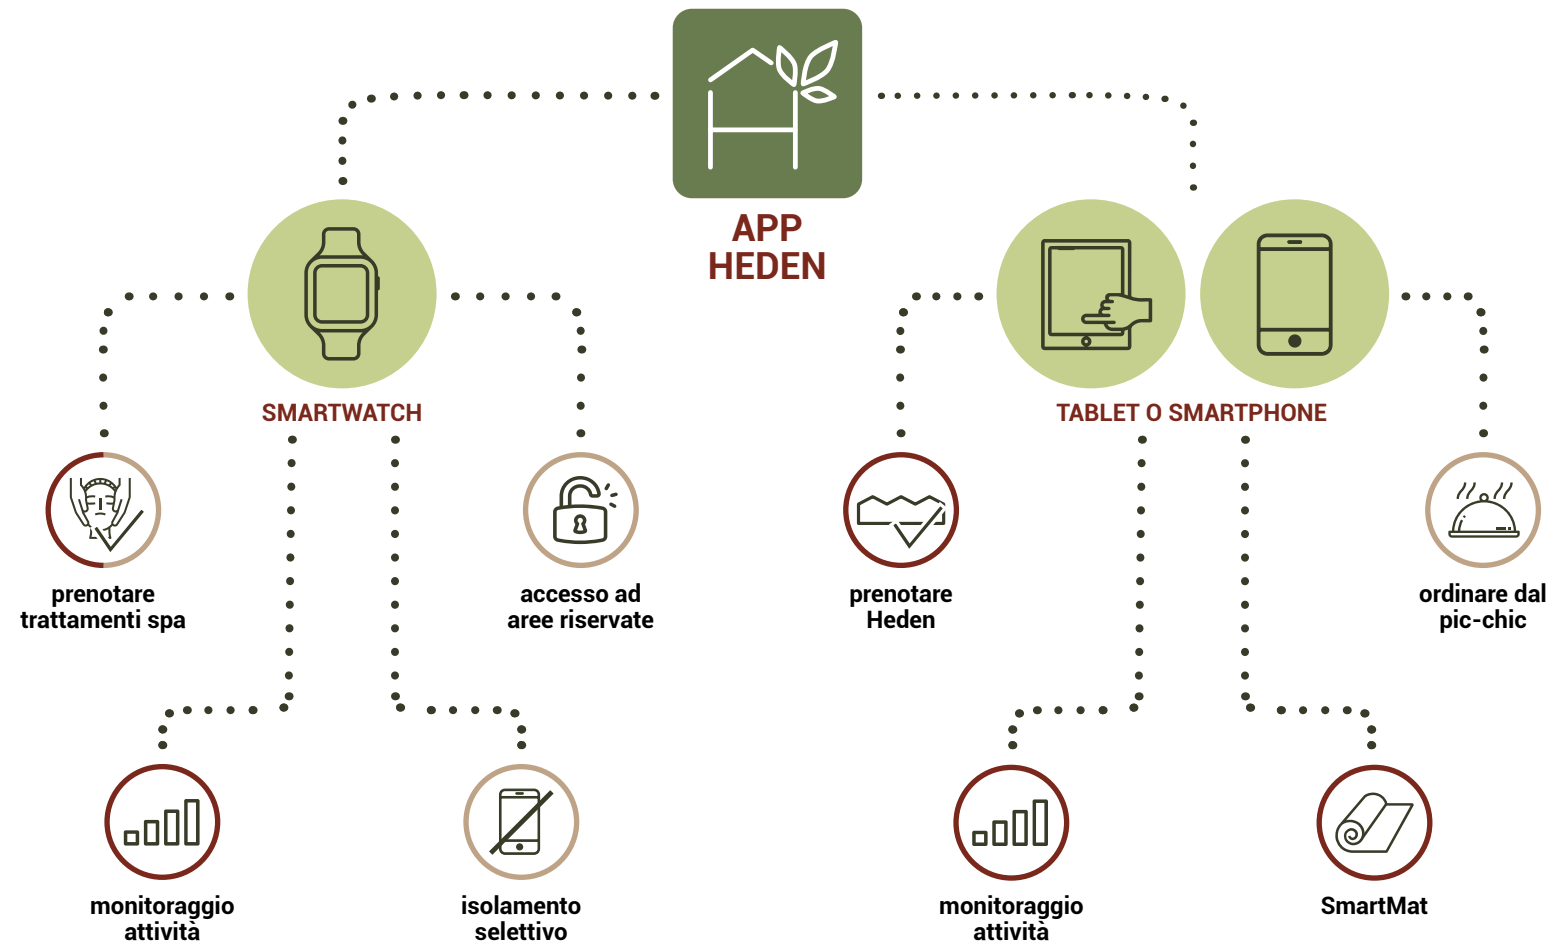 APP
HEDEN
SMARTWATCH
TABLET O SMARTPHONE
prenotare
trattamenti spa
accesso ad
aree riservate
prenotare
Heden
ordinare dal
pic-chic
monitoraggio
attività
isolamento
selettivo
monitoraggio
attività
SmartMat